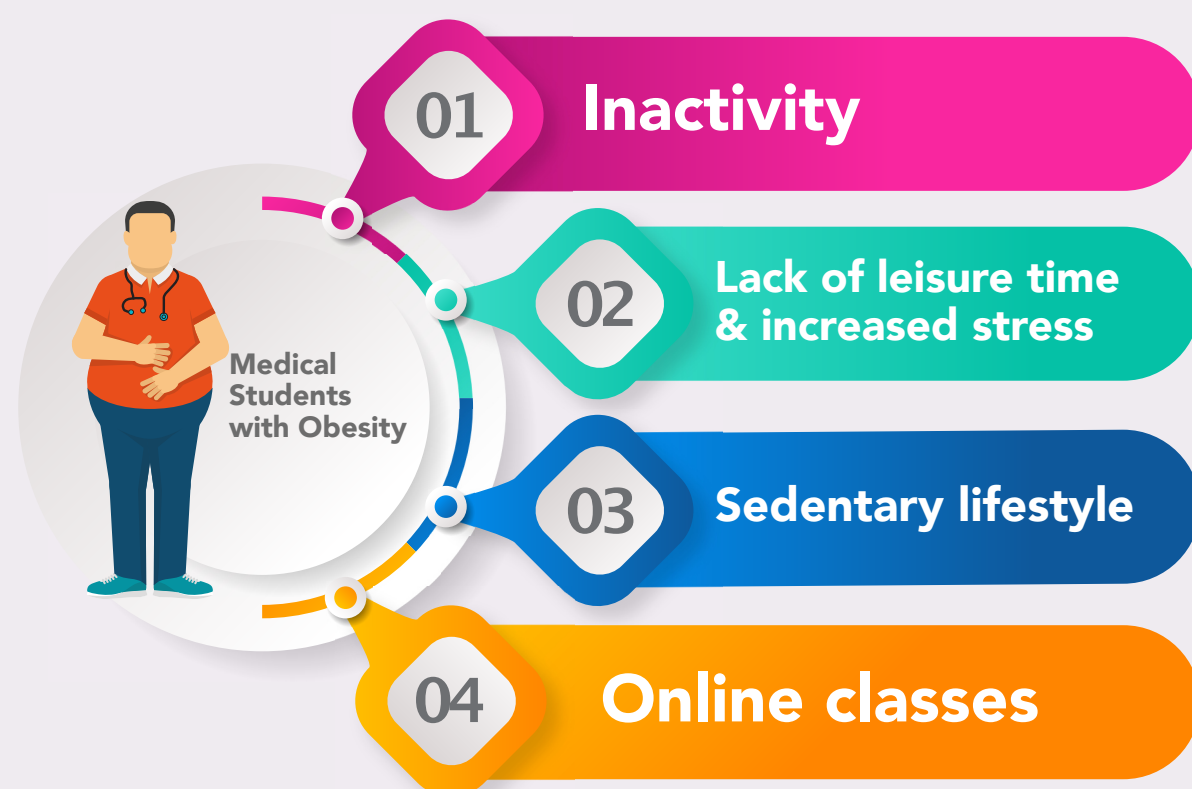 01
Inactivity
02
Lack of leisure time
& increased stress
Medical
Students
with Obesity
03
Sedentary lifestyle
04
Online classes